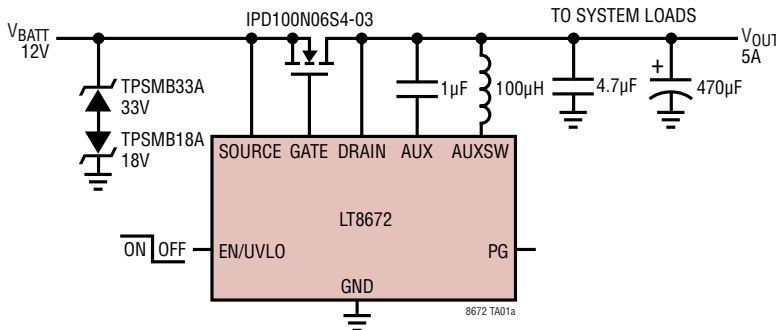 IPD100N06S4-03
TO SYSTEM LOADS
VBATT
12V
VOUT
5A
TPSMB33A
33V
TPSMB18A
18V
1µF
100µH
4.7µF
+
470µF
SOURCE GATE DRAIN AUX AUXSW
LT8672
ON OFF
EN/UVLO
PG
GND
8672 TA01a